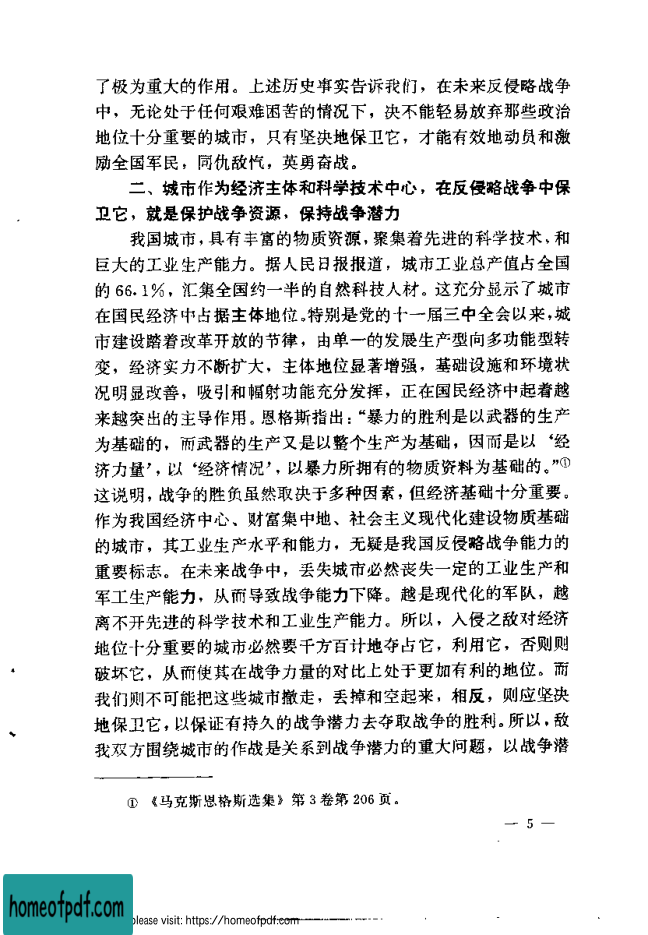 了极为重大的作用。上述历史事实告诉我们，在未来反侵略战争
中，无论处于任何艰难困苦的情况下，决不能轻易放弃那些政治
地位十分重要的城市，只有坚决地保卫它，才能有效地动员和激
励全国军民，同仇敌忾，英勇奋战。
二、城市作为经济主体和科学技术中心，在反侵略战争中保
卫它，就是保护战争资源，保持战争潜力
我国城市，具有丰富的物质资源，聚集着先进的科学技术、和
巨大的工业生产能力。据人民日报报道，城市工业总产值占全国
的66.1%，汇集全国约一半的自然科技人材。这充分显示了城市
在国民经济中占据主体地位。特别是党的十一届三中全会以来，城
市建设踏着改革开放的节律，由单一的发展生产型向多功能型转
变，经济实力不断扩大，主体地位显著增强，基础设施和环境状
况明显改善，吸引和幅射功能充分发挥，正在国民经济中起着越
来越突出的主导作用。恩格斯指出：“暴力的胜利是以武器的生产
为基础的，而武器的生产又是以整个生产为基础，因而是以‘经
济力量’，以‘经济情况’，以暴力所拥有的物质资料为基础的。”①
这说明，战争的胜负虽然取决于多种因素，但经济基础十分重要。
作为我国经济中心、财富集中地、社会主义现代化建设物质基础
的城市，其工业生产水平和能力，无疑是我国反侵略战争能力的
重要标志。在未来战争中，丢失城市必然丧失一定的工业生产和
军工生产能力，从而导致战争能力下降。越是现代化的军队，越
离不开先进的科学技术和工业生产能力。所以，入侵之敌对经济
地位十分重要的城市必然要千方百计地夺占它，利用它，否则则
破坏它，从而使其在战争力量的对比上处于更加有利的地位。而
我们则不可能把这些城市撤走，丢掉和空起来，相反，则应坚决
地保卫它，以保证有持久的战争潜力去夺取战争的胜利。所以，敌
我双方围绕城市的作战是关系到战争潜力的重大问题，以战争潜
① 《马克斯恩格斯选集》第3卷第206页。
— 5 —
homeofpdf.com
please visit: https://homeofpdf.com